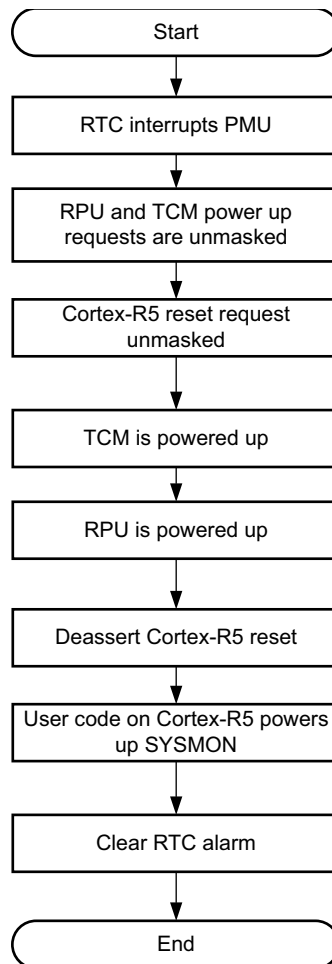 Start
RTC interrupts PMU
RPU and TCM power up
requests are unmasked
Cortex-R5 reset request
unmasked
TCM is powered up
RPU is powered up
Deassert Cortex-R5 reset
User code on Cortex-R5 powers
up SYSMON
Clear RTC alarm
End